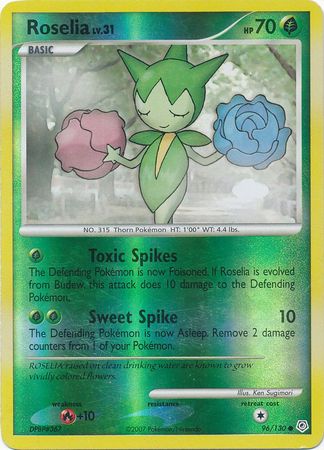 Roselia LV.31 HP 70
BASIC
NO. 315 Thorn Pokémon HT: 1'00" WT: 4.4 lbs.
Toxic Spikes
The Defending Pokémon is now Poisoned. If Roselia is evolved
from Budew, this attack does 10 damage to the Defending
Pokémon.
Sweet Spike 10
The Defending Pokémon is now Asleep. Remove 2 damage
counters from 1 of your Pokémon.
ROSELIA raised on clean drinking water are known to grow
vividly colored flowers.
Illus. Ken Sugimori
weakness resistance retreat cost
+10
DPBP#367 ©2007 Pokémon/Nintendo 96/130